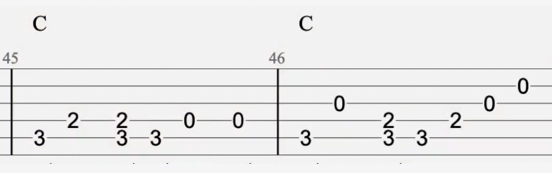 C C
45 46
0
0 0
2 2 0 0 2 2
3 3 3 3 3 3